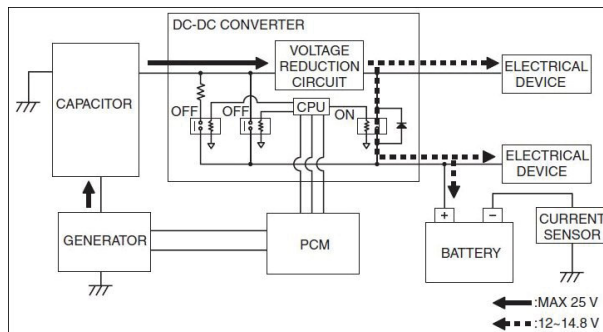 DC-DC CONVERTER
CAPACITOR
VOLTAGE
REDUCTION
CIRCUIT
ELECTRICAL
DEVICE
OFF
OFF
CPU
ON
ELECTRICAL
DEVICE
GENERATOR
PCM
+
−
BATTERY
CURRENT
SENSOR
:MAX 25 V
:12~14.8 V